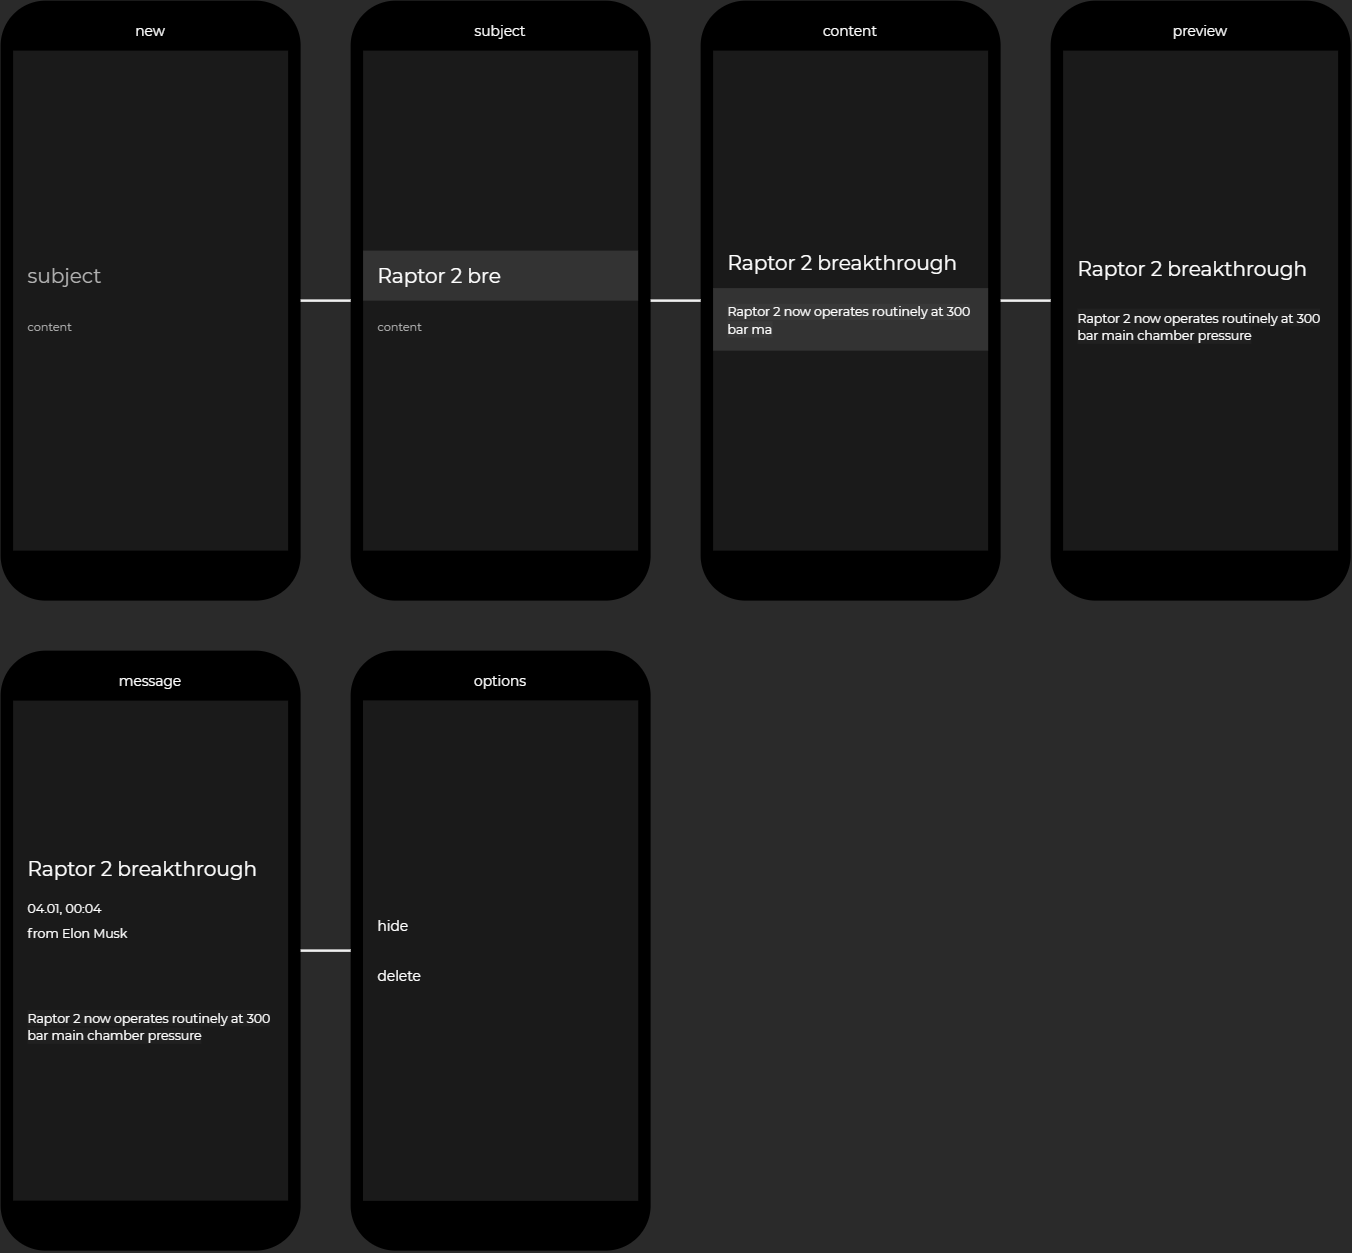 new
subject
content
subject
Raptor 2 bre
content
content
Raptor 2 breakthrough
Raptor 2 now operates routinely at 300
bar ma
preview
Raptor 2 breakthrough
Raptor 2 now operates routinely at 300
bar main chamber pressure
message
Raptor 2 breakthrough
04.01, 00:04
from Elon Musk
Raptor 2 now operates routinely at 300
bar main chamber pressure
options
hide
delete